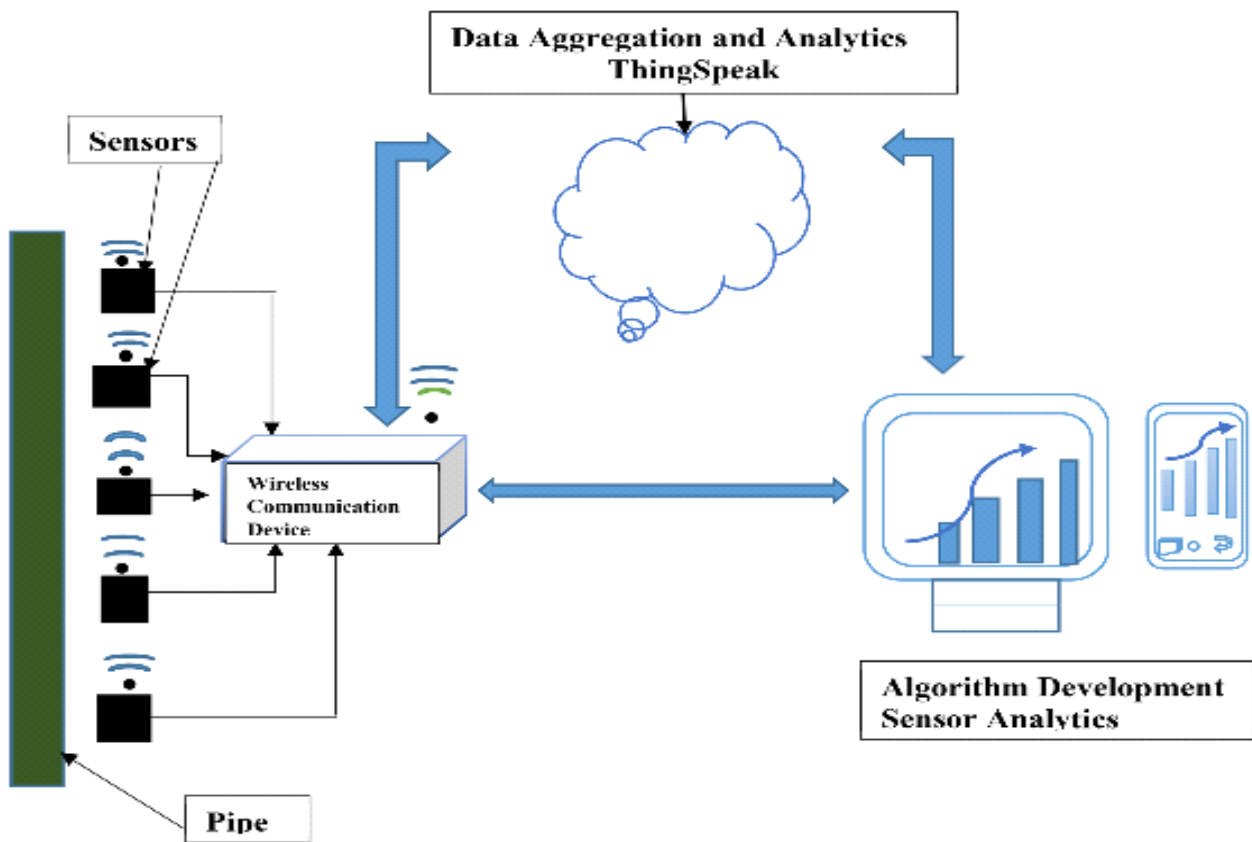 Data Aggregation and Analytics
ThingSpeak
Sensors
Wireless
Communication
Device
Algorithm Development
Sensor Analytics
Pipe